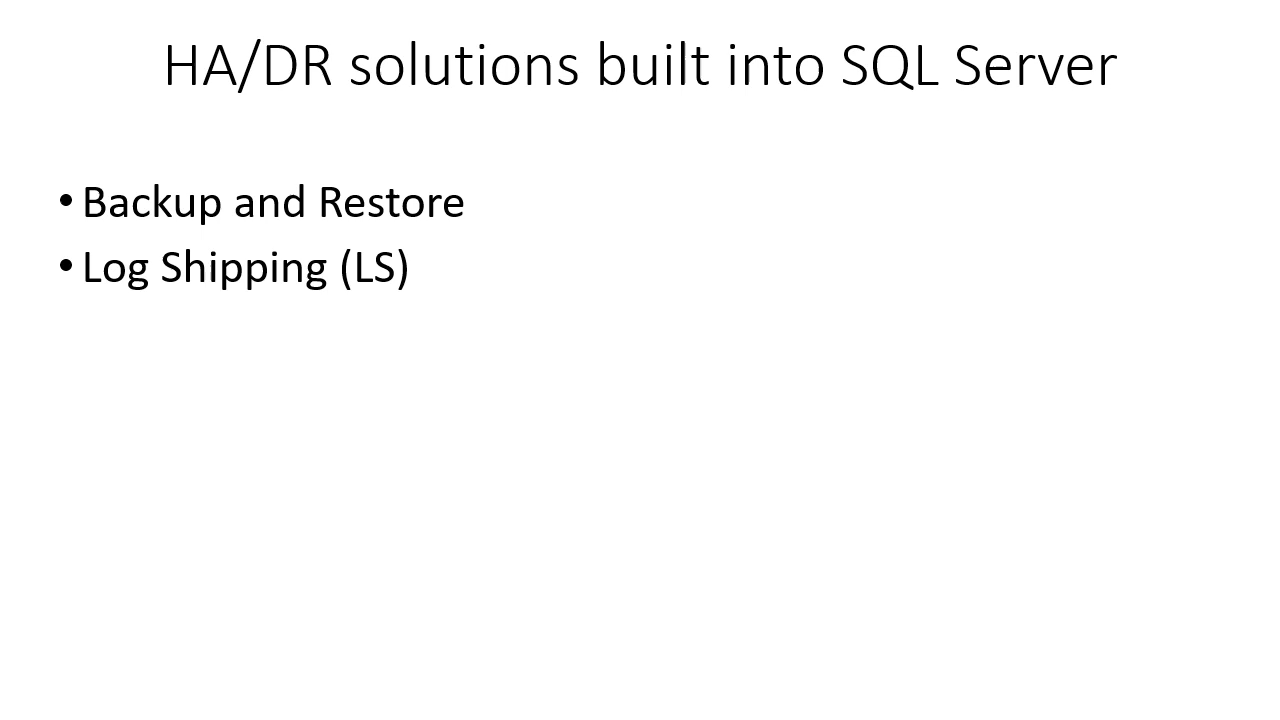 HA/DR solutions built into SQL Server
• Backup and Restore
• Log Shipping (LS)